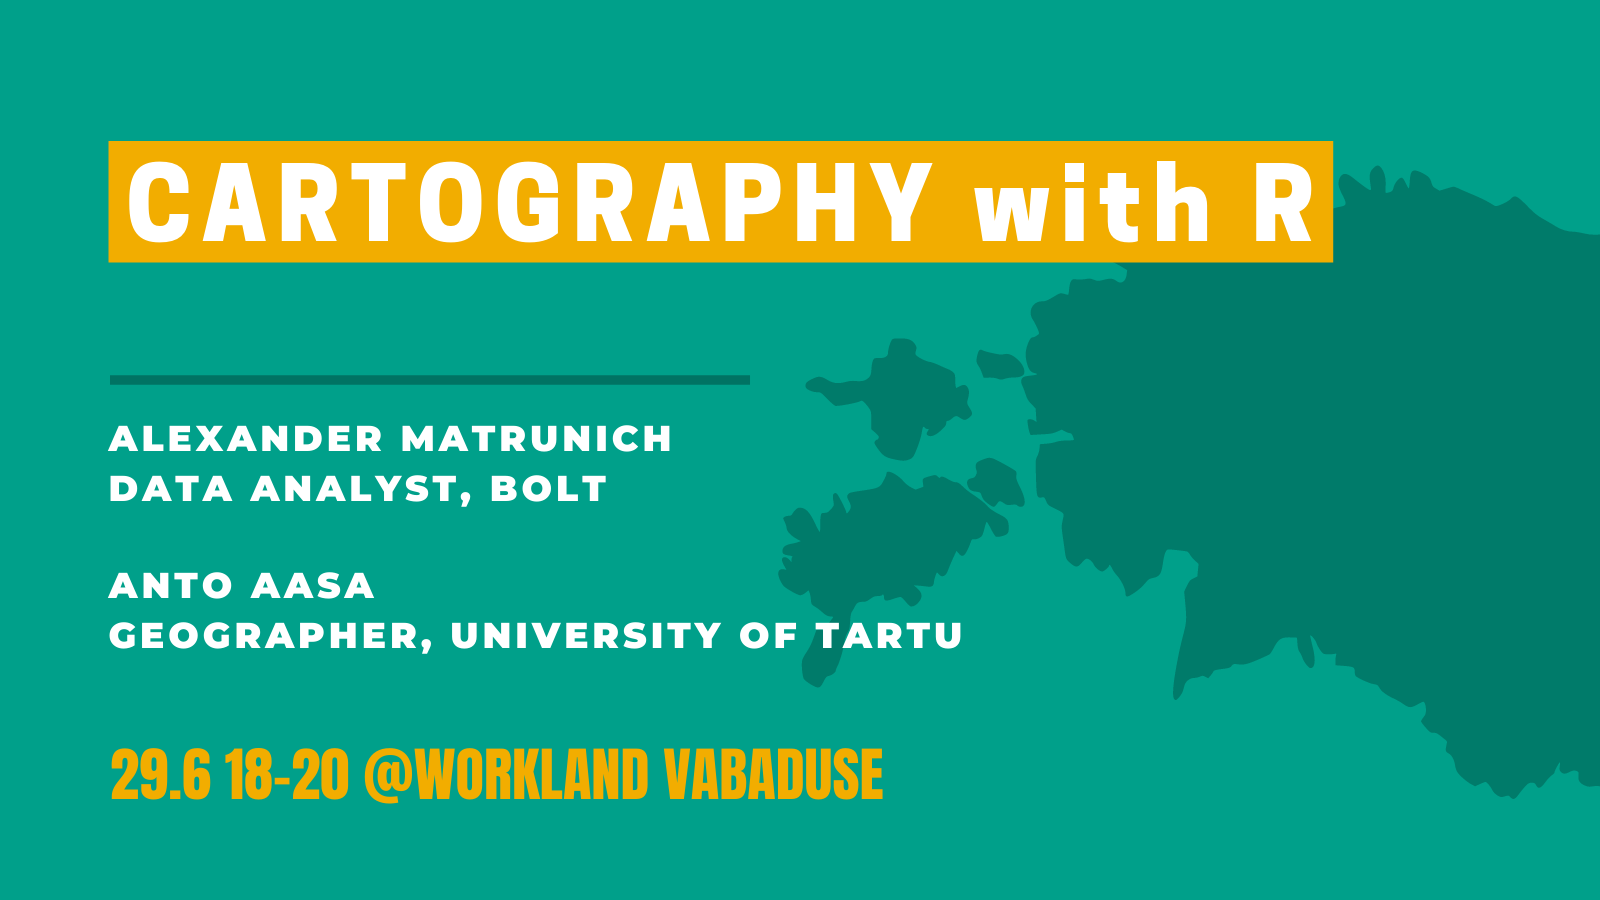 CARTOGRAPHY with R
ALEXANDER MATRUNICH
DATA ANALYST, BOLT
ANTO AASA
GEOGRAPHER, UNIVERSITY OF TARTU
29.6 18-20 @WORKLAND VABADUSE